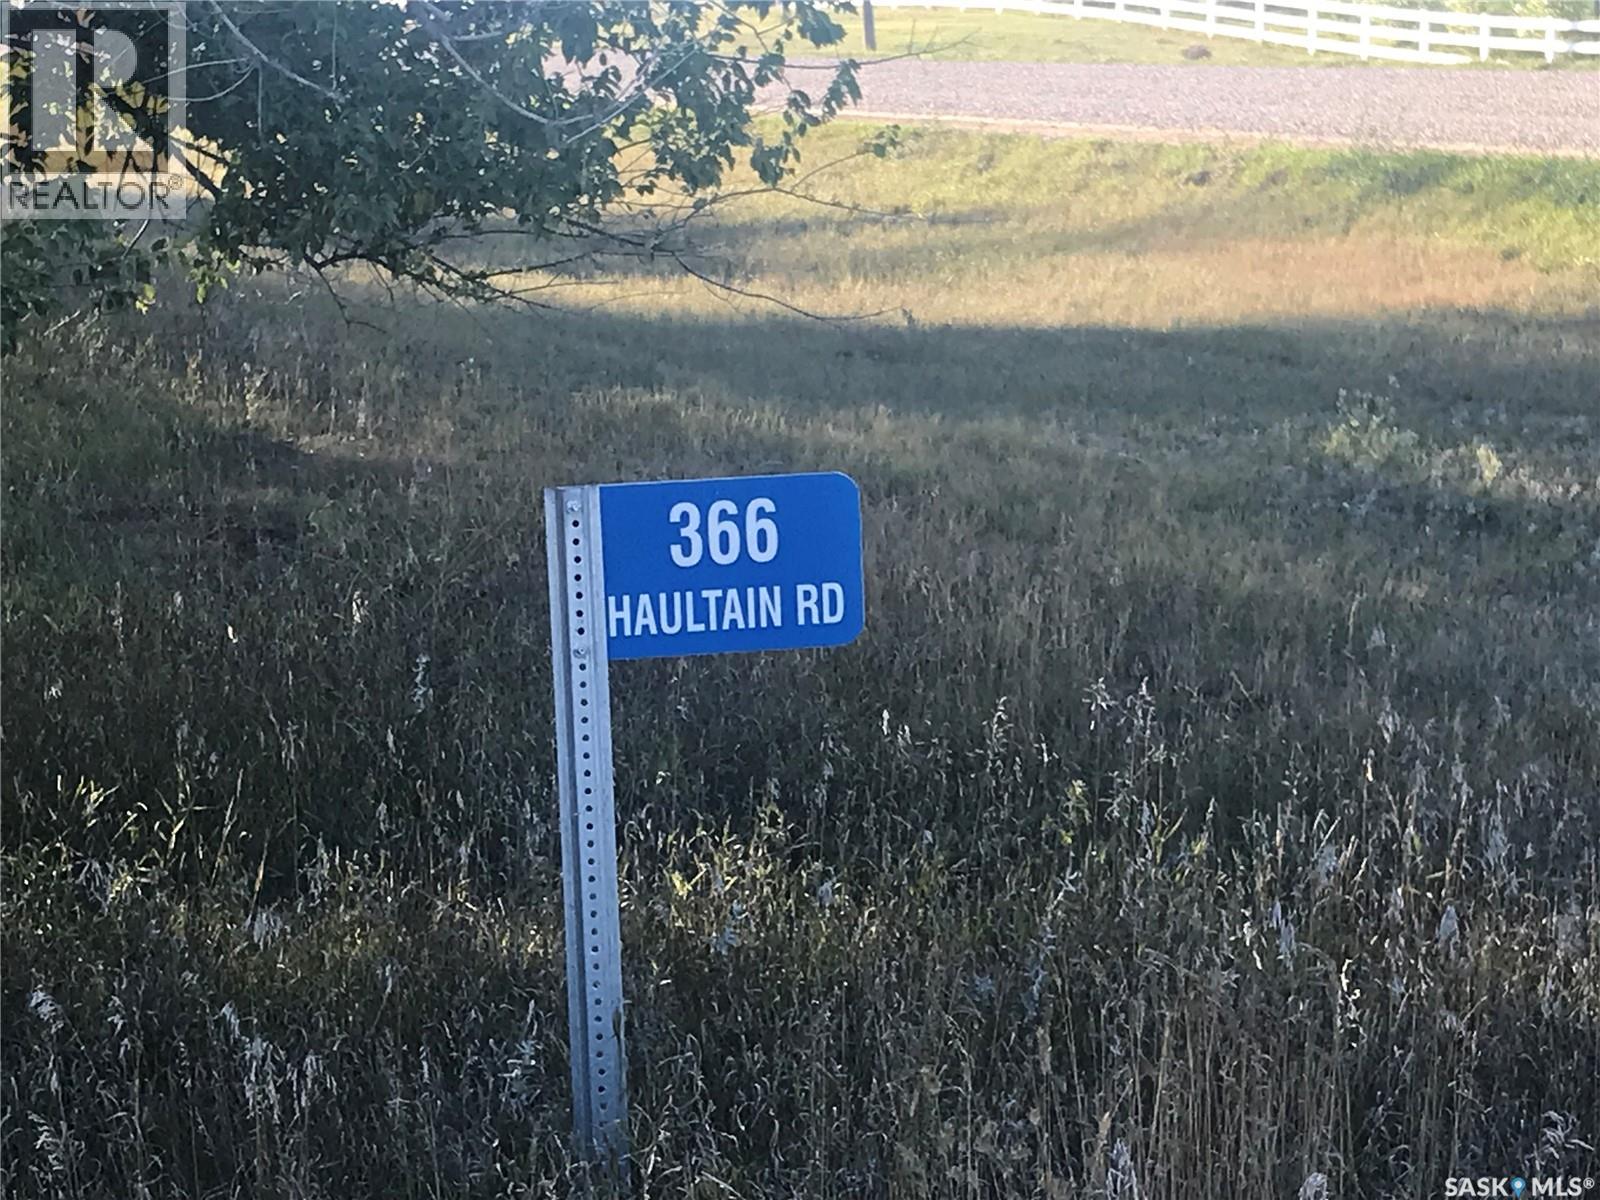 R
REALTOR®
366
HAULTAIN RD
SASK MLS®